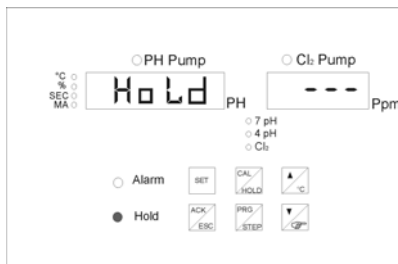 PH Pump
Cl₂ Pump
°C
%
SEC
MA
HoLd
PH
---
Ppm
7 pH
4 pH
Cl₂
Alarm
SET
CAL/HOLD
▲/°C
Hold
ACK/ESC
PRG/STEP
▼